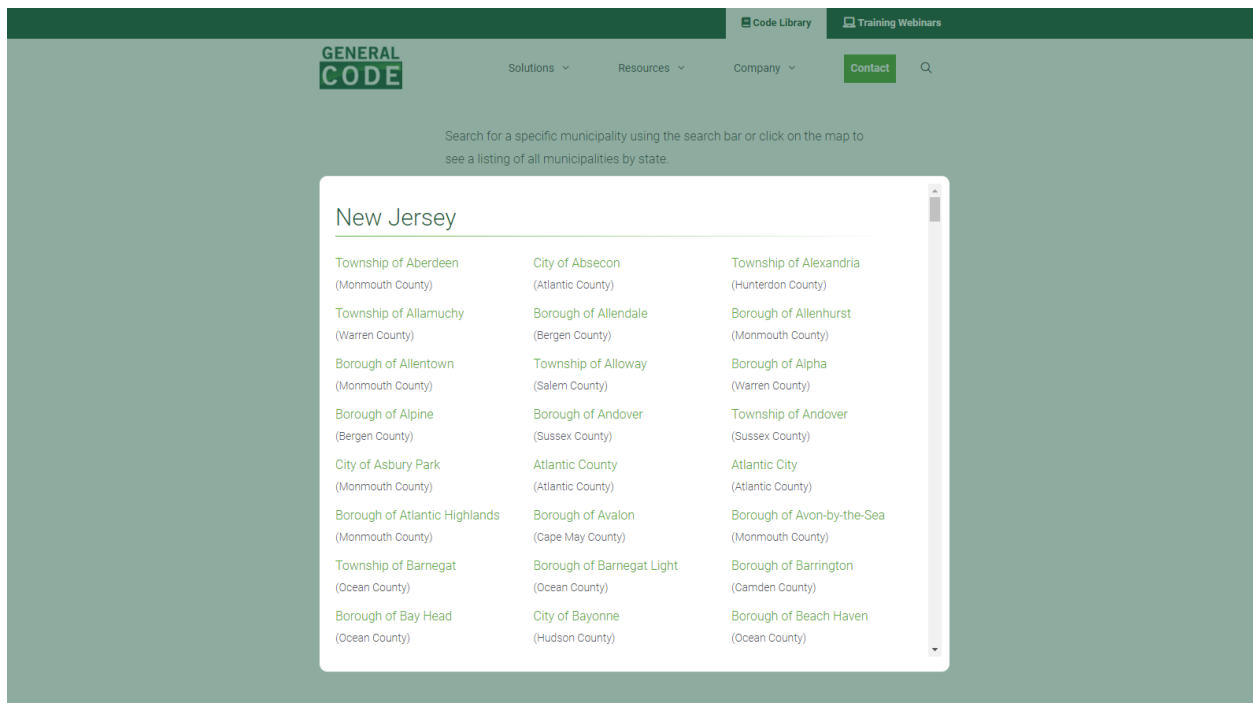 Code Library Training Webinars
GENERAL
CODE
Solutions Resources Company Contact
Search for a specific municipality using the search bar or click on the map to
see a listing of all municipalities by state.
New Jersey
Township of Aberdeen City of Absecon Township of Alexandria
(Monmouth County) (Atlantic County) (Hunterdon County)
Township of Allamuchy Borough of Allendale Borough of Allenhurst
(Warren County) (Bergen County) (Monmouth County)
Borough of Allentown Township of Alloway Borough of Alpha
(Monmouth County) (Salem County) (Warren County)
Borough of Alpine Borough of Andover Township of Andover
(Bergen County) (Sussex County) (Sussex County)
City of Asbury Park Atlantic County Atlantic City
(Monmouth County) (Atlantic County) (Atlantic County)
Borough of Atlantic Highlands Borough of Avalon Borough of Avon-by-the-Sea
(Monmouth County) (Cape May County) (Monmouth County)
Township of Barnegat Borough of Barnegat Light Borough of Barrington
(Ocean County) (Ocean County) (Camden County)
Borough of Bay Head City of Bayonne Borough of Beach Haven
(Ocean County) (Hudson County) (Ocean County)